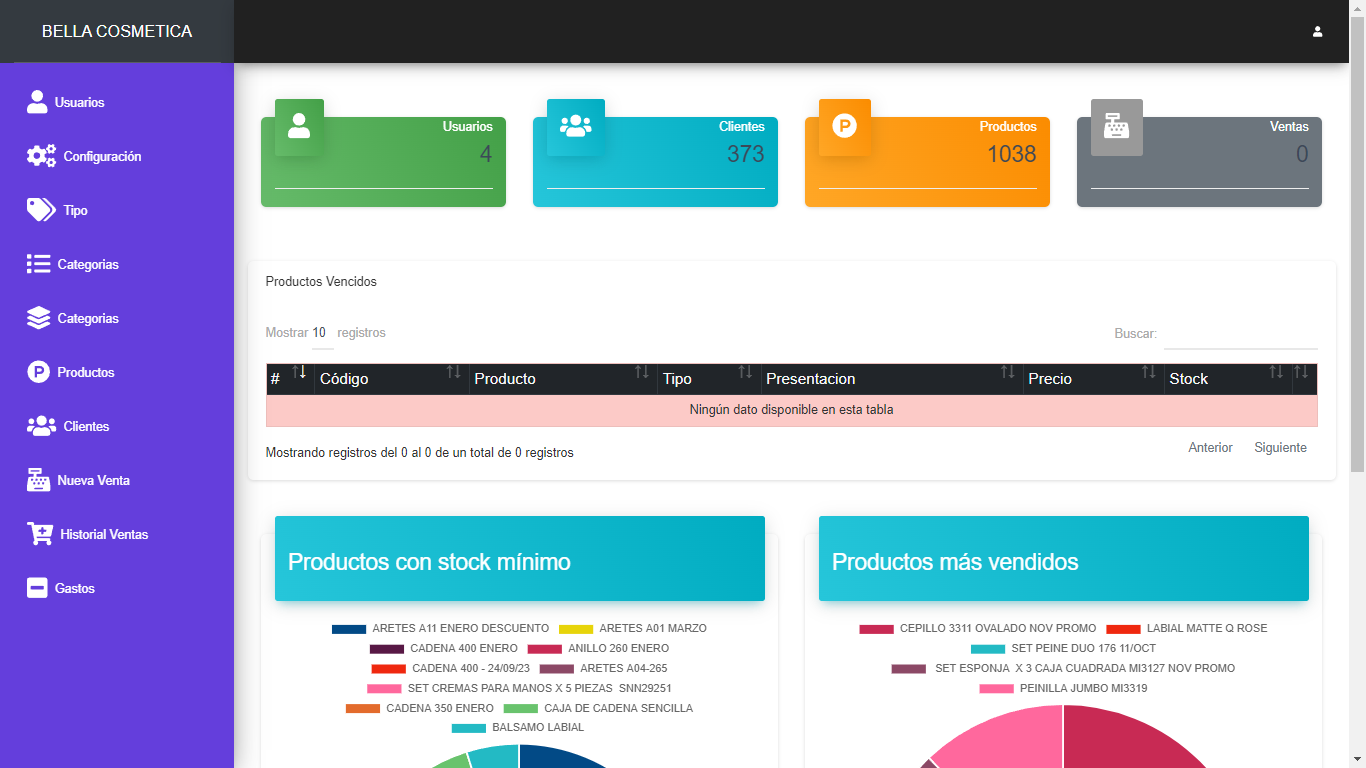 BELLA COSMETICA
Usuarios
Configuración
Tipo
Categorias
Categorias
Productos
Clientes
Nueva Venta
Historial Ventas
Gastos
Usuarios
4
Clientes
373
P
Productos
1038
Ventas
0
Productos Vencidos
Mostrar 10 registros
Buscar:
# Código Producto Tipo Presentacion Precio Stock
Ningún dato disponible en esta tabla
Mostrando registros del 0 al 0 de un total de 0 registros
Anterior Siguiente
Productos con stock mínimo
ARETES A11 ENERO DESCUENTO ARETES A01 MARZO
CADENA 400 ENERO ANILLO 260 ENERO
CADENA 400 - 24/09/23 ARETES A04-265
SET CREMAS PARA MANOS X 5 PIEZAS SNN29251
CADENA 350 ENERO CAJA DE CADENA SENCILLA
BALSAMO LABIAL
Productos más vendidos
CEPILLO 3311 OVALADO NOV PROMO LABIAL MATTE Q ROSE
SET PEINE DUO 176 11/OCT
SET ESPONJA X 3 CAJA CUADRADA MI3127 NOV PROMO
PEINILLA JUMBO MI3319